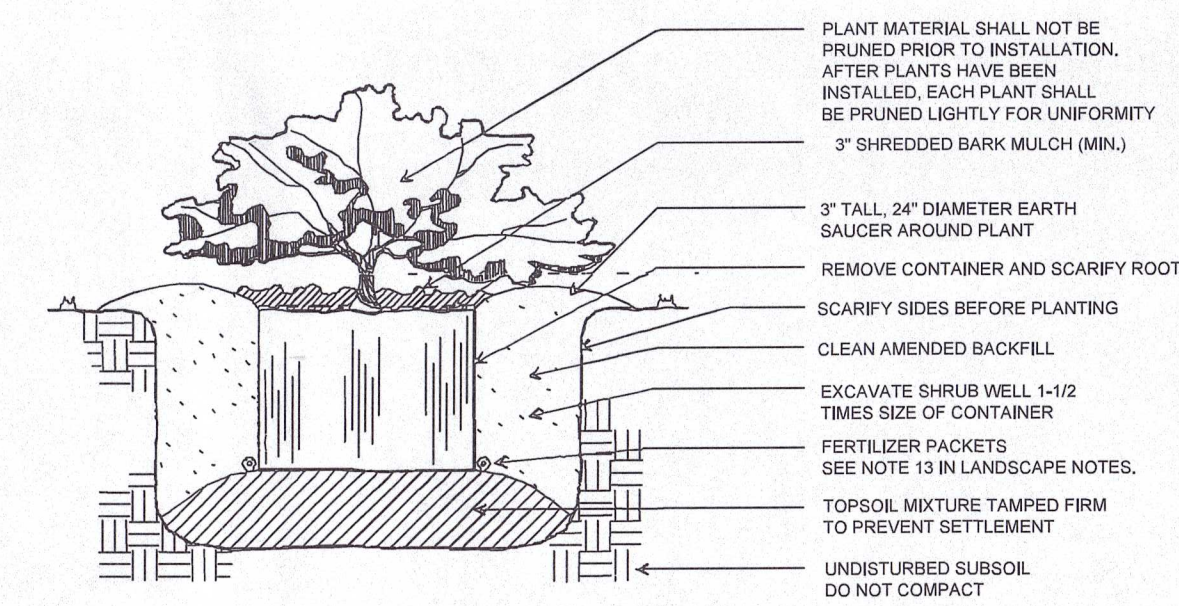 PLANT MATERIAL SHALL NOT BE
PRUNED PRIOR TO INSTALLATION.
AFTER PLANTS HAVE BEEN
INSTALLED, EACH PLANT SHALL
BE PRUNED LIGHTLY FOR UNIFORMITY
3" SHREDDED BARK MULCH (MIN.)
3" TALL, 24" DIAMETER EARTH
SAUCER AROUND PLANT
REMOVE CONTAINER AND SCARIFY ROOT
SCARIFY SIDES BEFORE PLANTING
CLEAN AMENDED BACKFILL
EXCAVATE SHRUB WELL 1-1/2
TIMES SIZE OF CONTAINER
FERTILIZER PACKETS
SEE NOTE 13 IN LANDSCAPE NOTES.
TOPSOIL MIXTURE TAMPED FIRM
TO PREVENT SETTLEMENT
UNDISTURBED SUBSOIL
DO NOT COMPACT